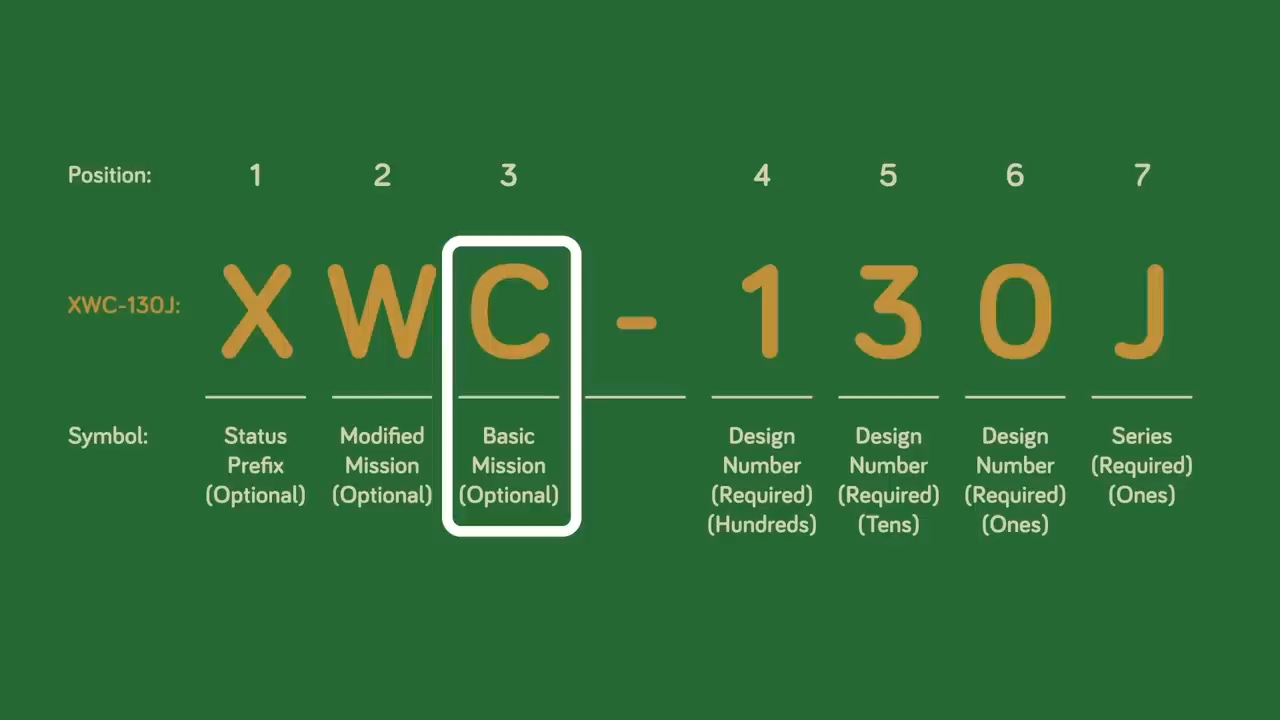 Position: 1 2 3 4 5 6 7
XWC-130J: X W C - 1 3 0 J
Symbol: Status Modified Basic Design Design Design Series
Prefix Mission Mission Number Number Number (Required)
(Optional) (Optional) (Optional) (Required) (Required) (Required) (Ones)
(Hundreds) (Tens) (Ones)